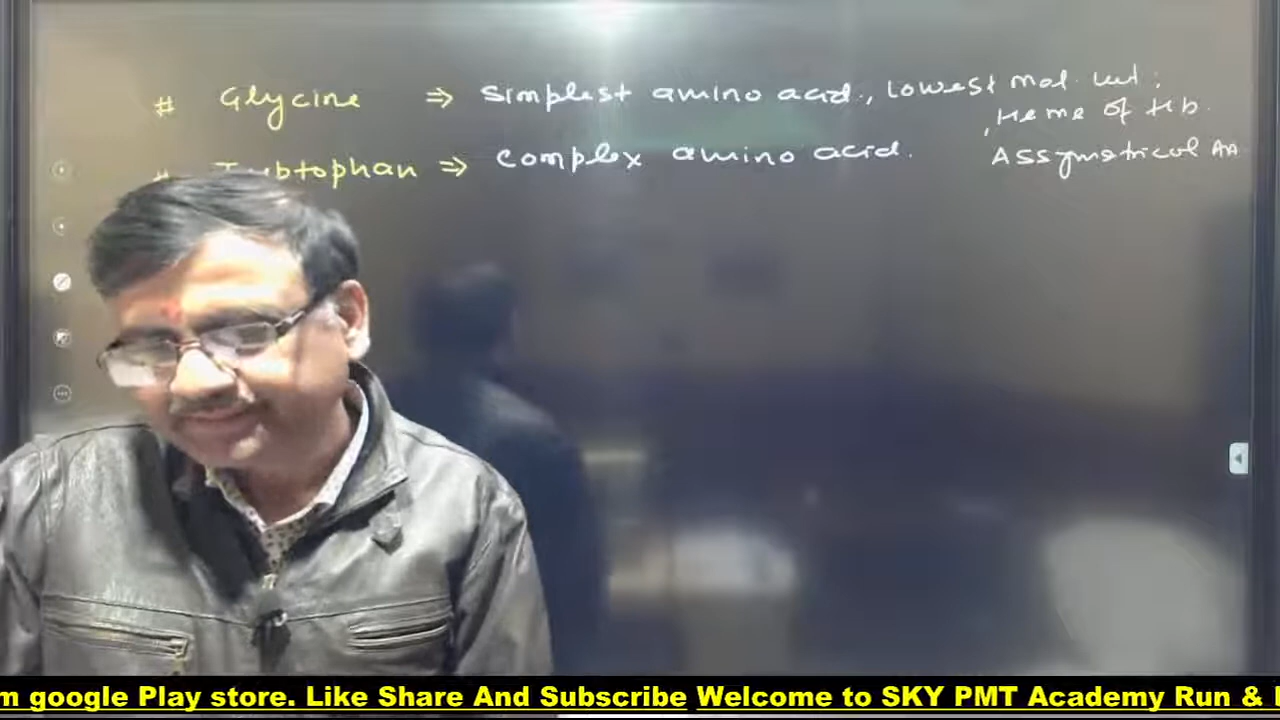 # Glycine ⇒ Simplest amino acid, Lowest mol. wt;
, Heme of Hb.
Tryptophan ⇒ Complex amino acid.
Assymetrical AA
m google Play store. Like Share And Subscribe Welcome to SKY PMT Academy Run &